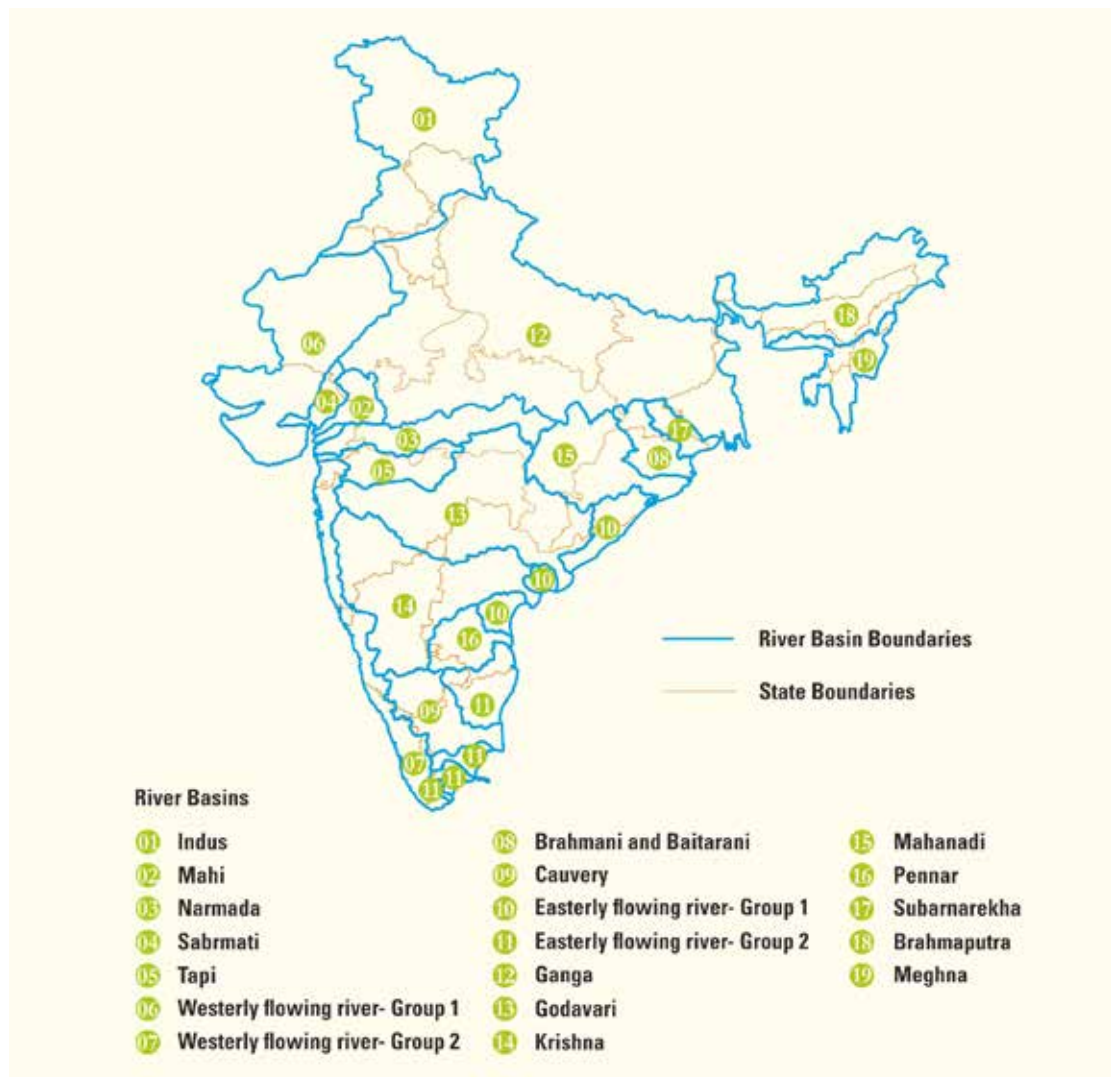 01
18
06
12
19
04
02
03
17
15
08
05
13
10
10
14
10
16
River Basin Boundaries
State Boundaries
11
09
11
07
11
11
River Basins
01 Indus
02 Mahi
03 Narmada
04 Sabrmati
05 Tapi
06 Westerly flowing river- Group 1
07 Westerly flowing river- Group 2
08 Brahmani and Baitarani
09 Cauvery
10 Easterly flowing river- Group 1
11 Easterly flowing river- Group 2
12 Ganga
13 Godavari
14 Krishna
15 Mahanadi
16 Pennar
17 Subarnarekha
18 Brahmaputra
19 Meghna